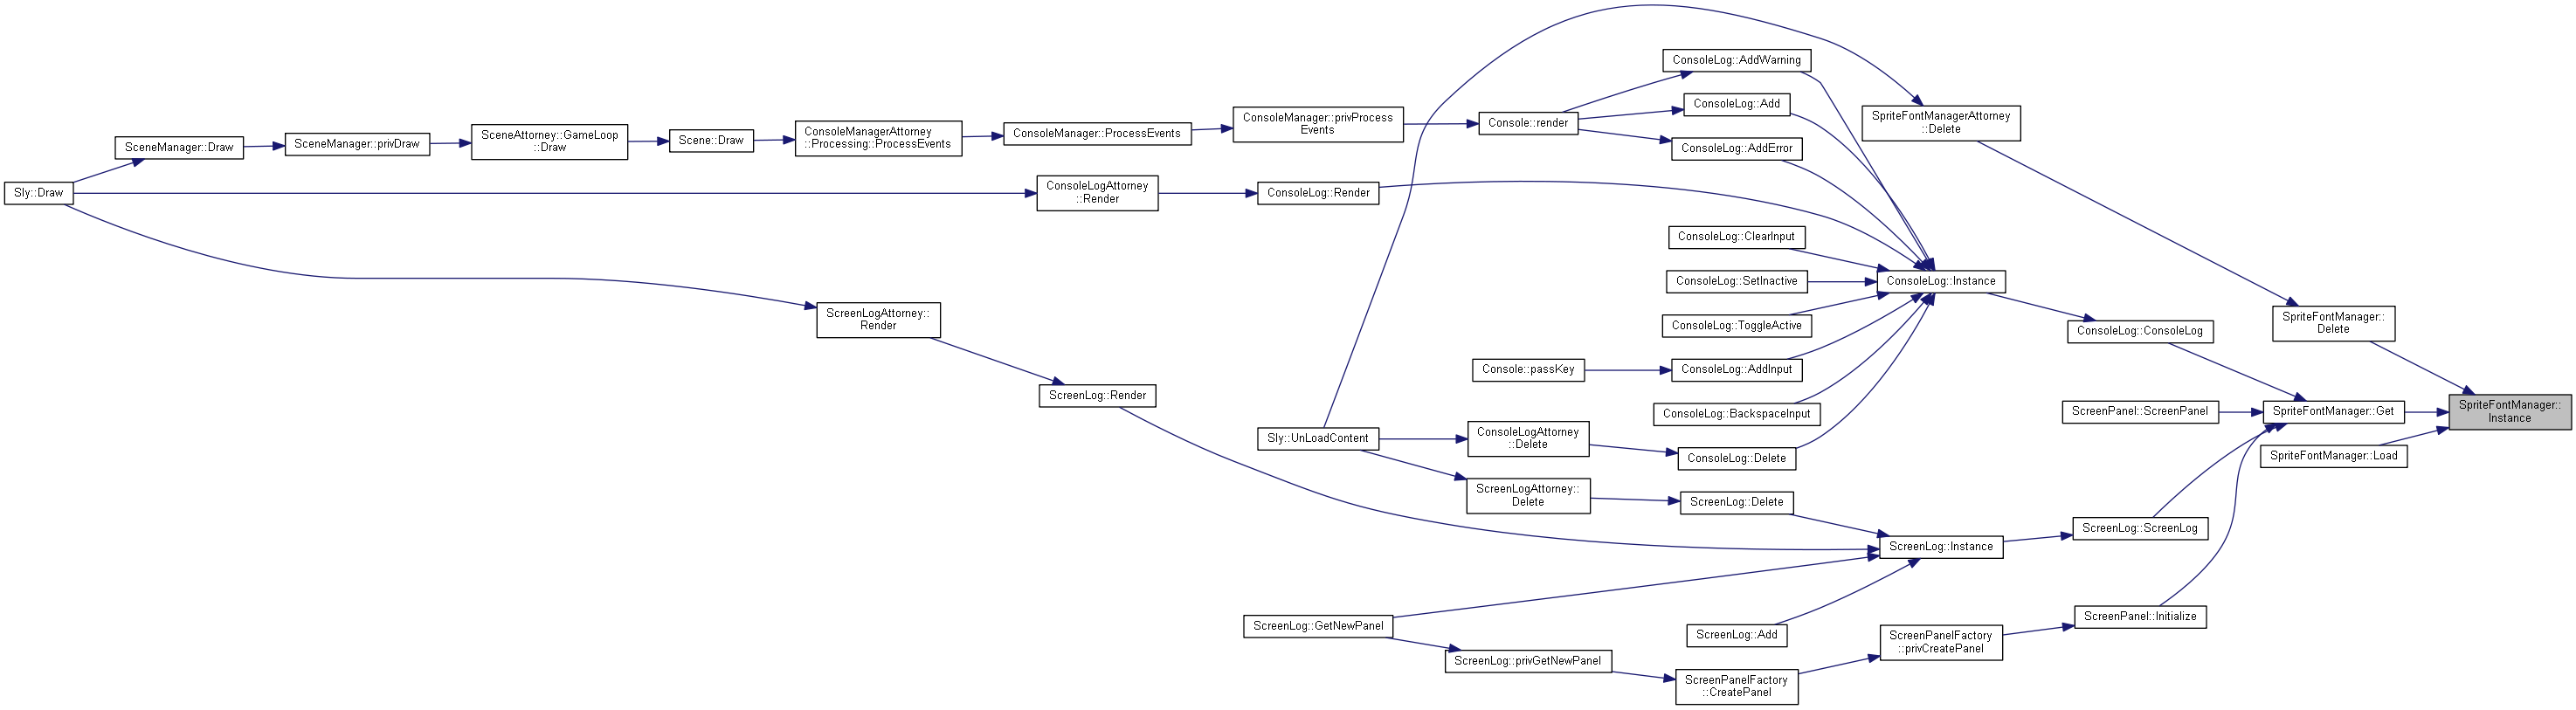 ConsoleLog::AddWarning
ConsoleLog::Add
SpriteFontManagerAttorney
::Delete
ConsoleManager::privProcess
Events
Console::render
ConsoleManagerAttorney
::Processing::ProcessEvents
ConsoleManager::ProcessEvents
SceneAttorney::GameLoop
::Draw
Scene::Draw
SceneManager::privDraw
SceneManager::Draw
ConsoleLog::AddError
Sly::Draw
ConsoleLogAttorney
::Render
ConsoleLog::Render
ConsoleLog::ClearInput
ConsoleLog::SetInactive
ConsoleLog::Instance
ScreenLogAttorney::
Render
ConsoleLog::ToggleActive
ConsoleLog::ConsoleLog
SpriteFontManager::
Delete
Console::passKey
ConsoleLog::AddInput
ScreenLog::Render
ConsoleLog::BackspaceInput
ScreenPanel::ScreenPanel
SpriteFontManager::Get
SpriteFontManager::
Instance
Sly::UnLoadContent
ConsoleLogAttorney
::Delete
ConsoleLog::Delete
SpriteFontManager::Load
ScreenLogAttorney::
Delete
ScreenLog::Delete
ScreenLog::ScreenLog
ScreenLog::Instance
ScreenLog::GetNewPanel
ScreenLog::Add
ScreenPanel::Initialize
ScreenPanelFactory
::privCreatePanel
ScreenLog::privGetNewPanel
ScreenPanelFactory
::CreatePanel